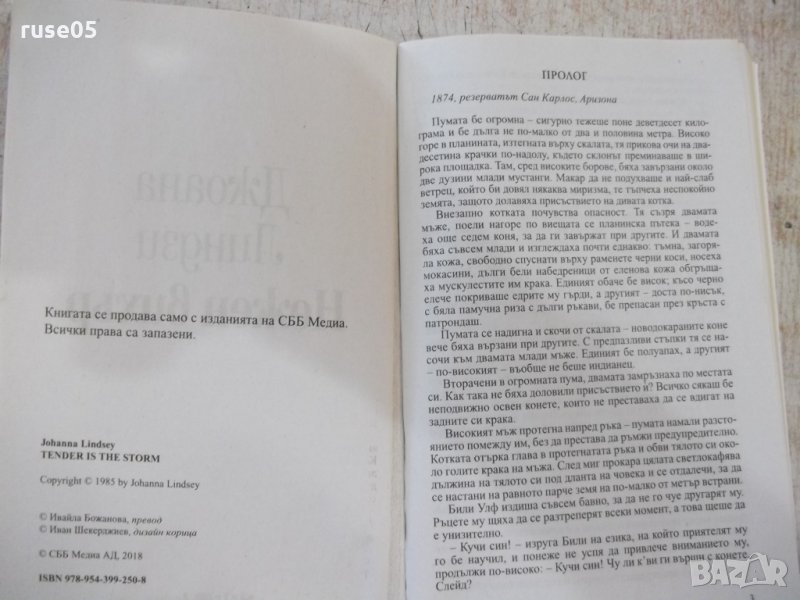 ruse05
Книгата се продава само с изданията на СББ Медиа.
Всички права са запазени.
Johanna Lindsey
TENDER IS THE STORM
Copyright © 1985 by Johanna Lindsey
© Ивайла Божанова, превод
© Иван Шекерджиев, дизайн корица
© СББ Медиа АД, 2018
ISBN 978-954-399-250-8
ПРОЛОГ
1874, резерватът Сан Карлос, Аризона
Пумата бе огромна – сигурно тежеше поне деветдесет кило-
грама и бе дълга не по-малко от два и половина метра. Високо
горе в планината, изтегната върху скалата, тя прикова очи на два-
десетина крачки по-надолу, където склонът преминаваше в ши-
рока площадка. Там, сред високите борове, бяха завързани около
две дузини млади мустанги. Макар да не подухваше и най-слаб
ветрец, който би довял някаква миризма, те тъпчеха неспокойно
земята, защото долавяха присъствието на дивата котка.
Внезапно котката почувства опасност. Тя съзря двамата
мъже, поели нагоре по виещата се планинска пътека – воде-
ха още седем коня, за да ги завържат при другите. И двамата
бяха съвсем млади и изглеждаха почти еднакво: тъмна, загоря-
ла кожа, свободно спуснати върху раменете черни коси, носеха
мокасини, дълги бели набедреници от еленова кожа обгръща-
ха мускулестите им крака. Единият обаче бе висок; късо черно
елече покриваше едрите му гърди, а другият – доста по-нисък,
с бяла памучна риза с дълги ръкави, бе препасан през кръста с
патрондаш.
Пумата се надигна и скочи от скалата – новодокараните коне
вече бяха вързани при другите. С предпазливи стъпки тя се на-
сочи към двамата млади мъже. Единият бе полуапах, а другият
– по-високият – въобще не беше индианец.
Вторачени в огромната пума, двамата замръзнаха по местата
си. Как така не бяха доловили присъствието ѝ? Всичко сякаш бе
неподвижно освен конете, които не преставаха да се вдигат на
задните си крака.
Високият мъж протегна напред ръка – пумата намали разсто-
янието помежду им, без да престава да ръмжи предупредително.
Котката отърка глава в протегнатата ръка и обви тялото си око-
ло голите крака на мъжа. След миг прокара цялата светлокафява
дължина на тялото си под дланта на човека и се отдалечи, за да
се настани на равното парче земя по-малко от метър встрани.
Били Улф издиша съвсем бавно, за да не го чуе другарят му.
Ръцете му щяха да се разтреперят всеки момент, а това щеше да
е унизително.
– Кучи син! – изруга Били на езика, на който приятелят му
го бе научил, и понеже не успя да привлече вниманието му,
продължи по-високо: – Кучи син! Чу ли к'ви ги върши с конете,
Слейд?
BAZAR